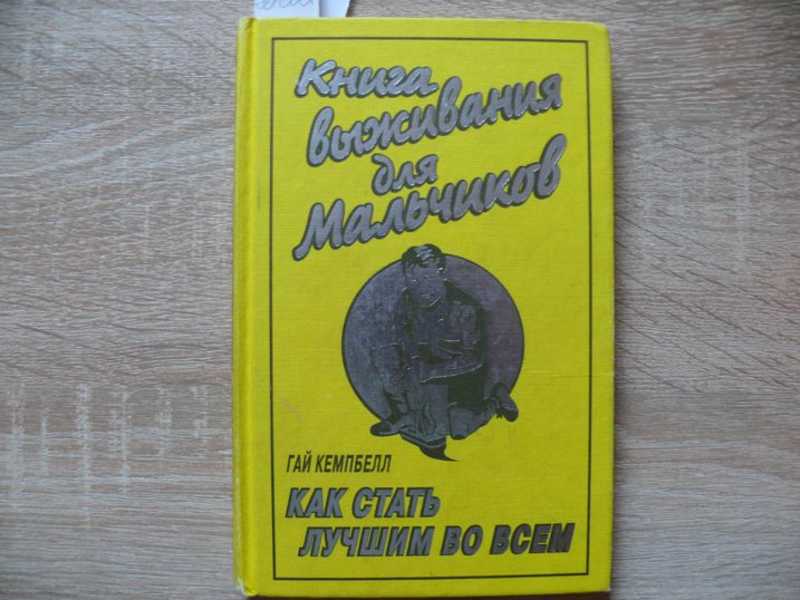 Книга
выживания
для
Мальчиков
ГАЙ КЕМПБЕЛЛ
КАК СТАТЬ
ЛУЧШИМ ВО ВСЕМ